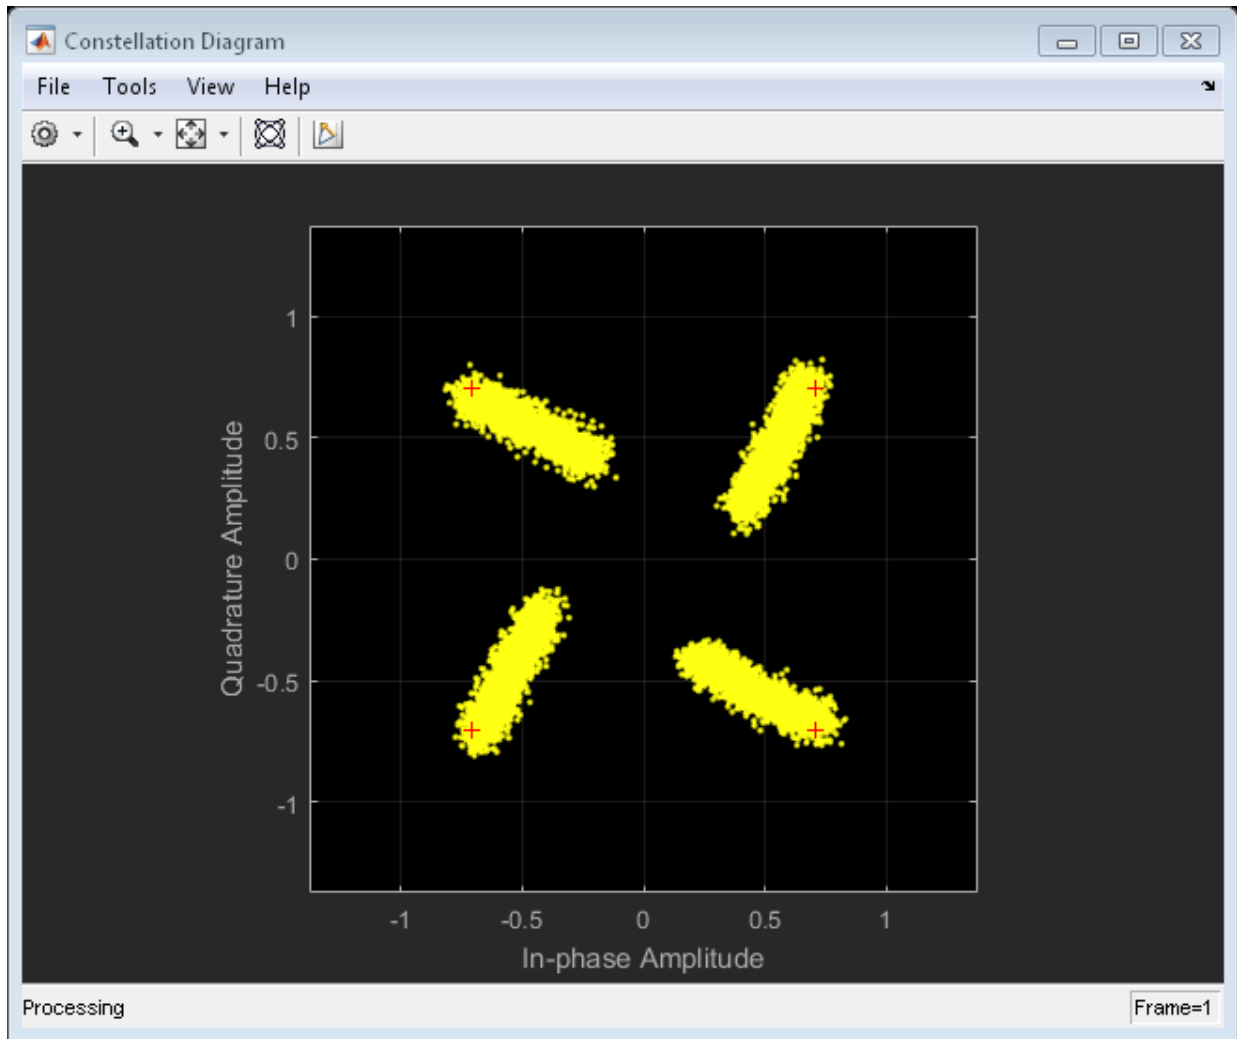 Constellation Diagram
File Tools View Help
1
0.5
0
-0.5
-1
Quadrature Amplitude
-1 -0.5 0 0.5 1
In-phase Amplitude
Processing Frame=1